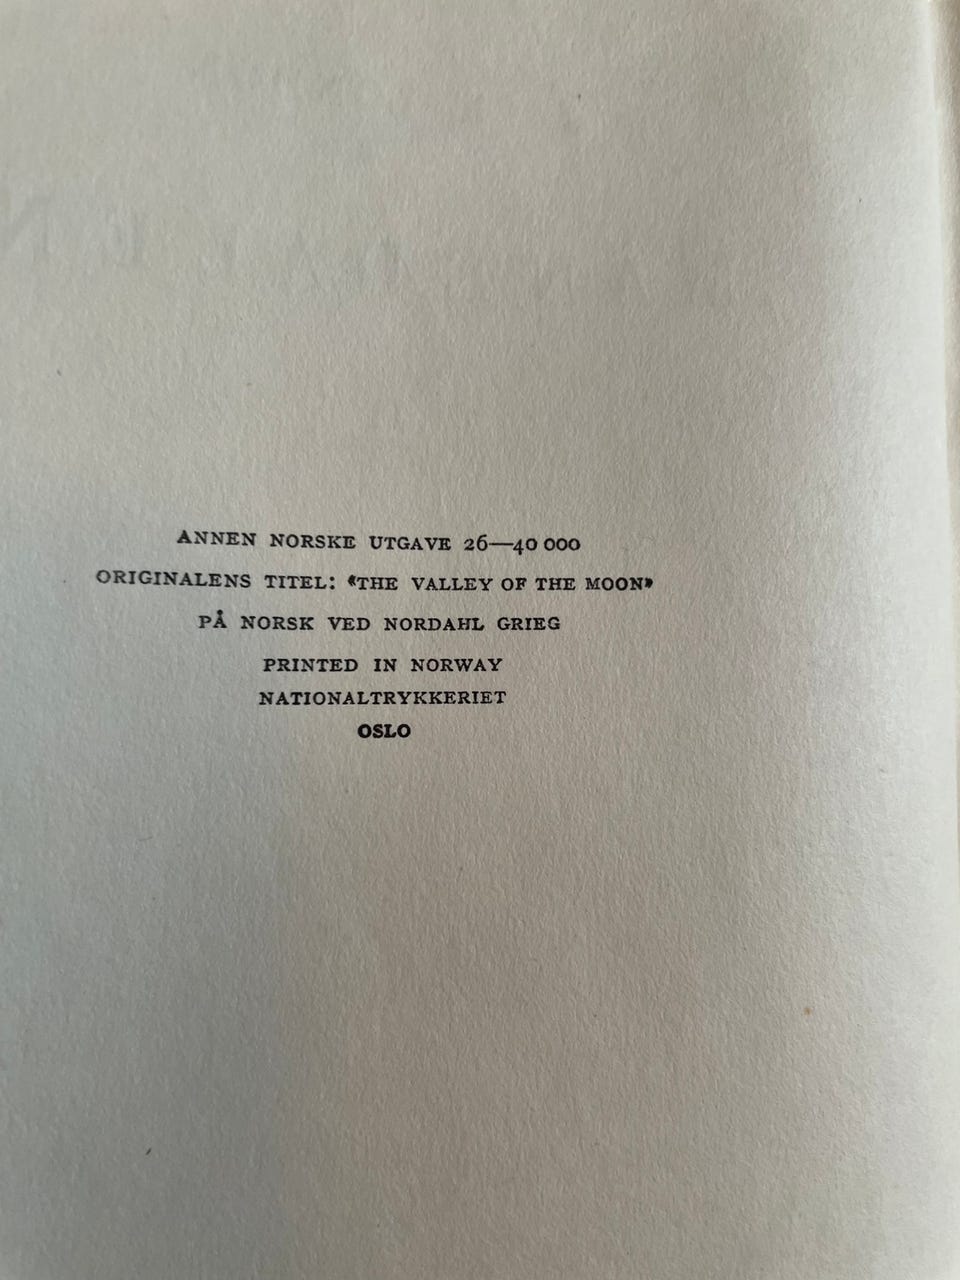 ANNEN NORSKE UTGAVE 26—40 000
ORIGINALENS TITEL: «THE VALLEY OF THE MOON»
PÅ NORSK VED NORDAHL GRIEG
PRINTED IN NORWAY
NATIONALTRYKKERIET
OSLO